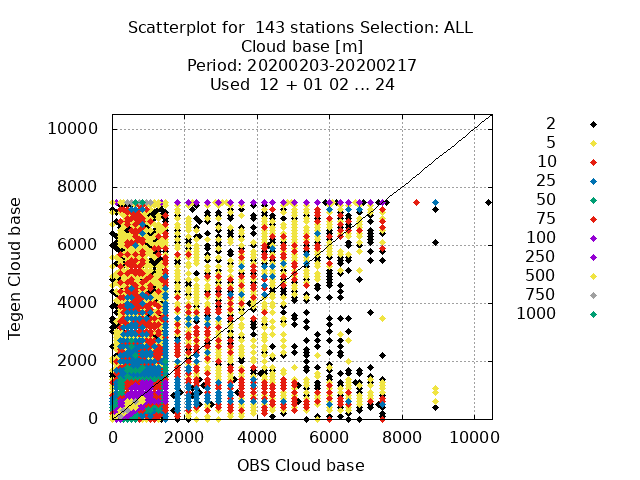 Scatterplot for  143 stations Selection: ALL
Cloud base [m]
Period: 20200203-20200217
Used  12 + 01 02 ... 24
Tegen Cloud base
10000
8000
6000
4000
2000
0
0 2000 4000 6000 8000 10000
OBS Cloud base
2
5
10
25
50
75
100
250
500
750
1000